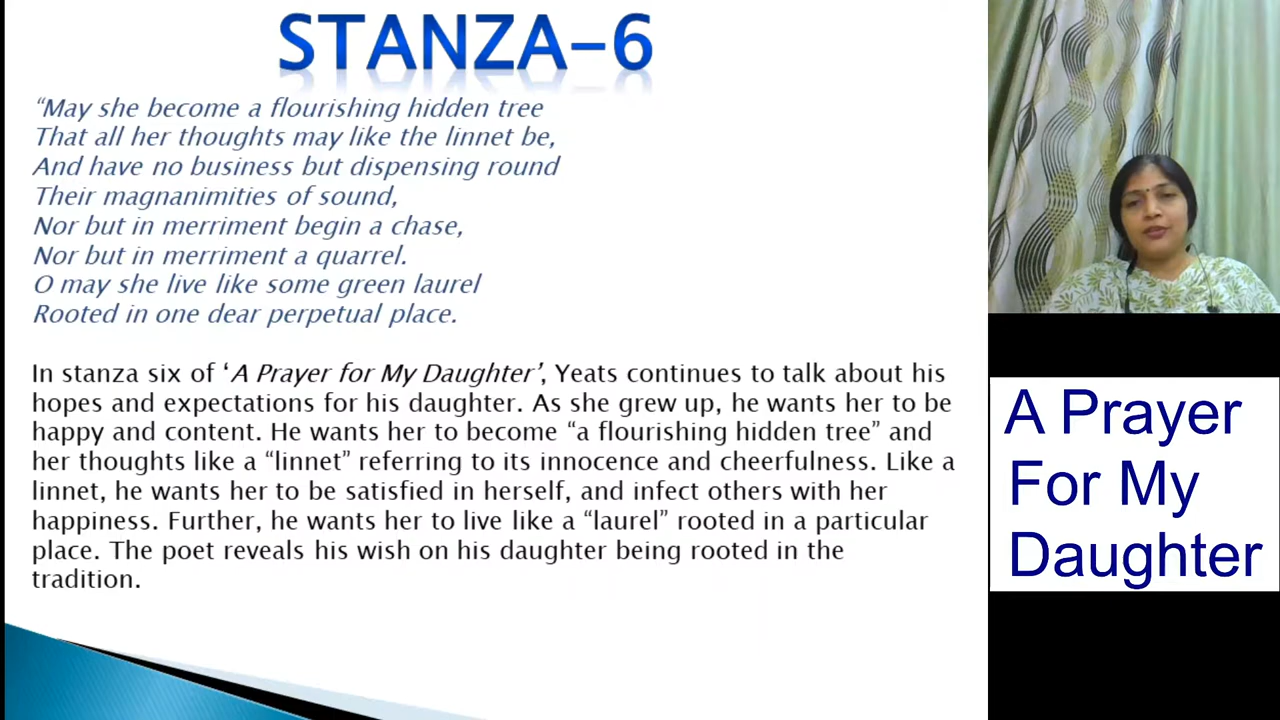 STANZA-6
“May she become a flourishing hidden tree
That all her thoughts may like the linnet be,
And have no business but dispensing round
Their magnanimities of sound,
Nor but in merriment begin a chase,
Nor but in merriment a quarrel.
O may she live like some green laurel
Rooted in one dear perpetual place.
In stanza six of ‘A Prayer for My Daughter’, Yeats continues to talk about his
hopes and expectations for his daughter. As she grew up, he wants her to be
happy and content. He wants her to become “a flourishing hidden tree” and
her thoughts like a “linnet” referring to its innocence and cheerfulness. Like a
linnet, he wants her to be satisfied in herself, and infect others with her
happiness. Further, he wants her to live like a “laurel” rooted in a particular
place. The poet reveals his wish on his daughter being rooted in the
tradition.
A Prayer
For My
Daughter